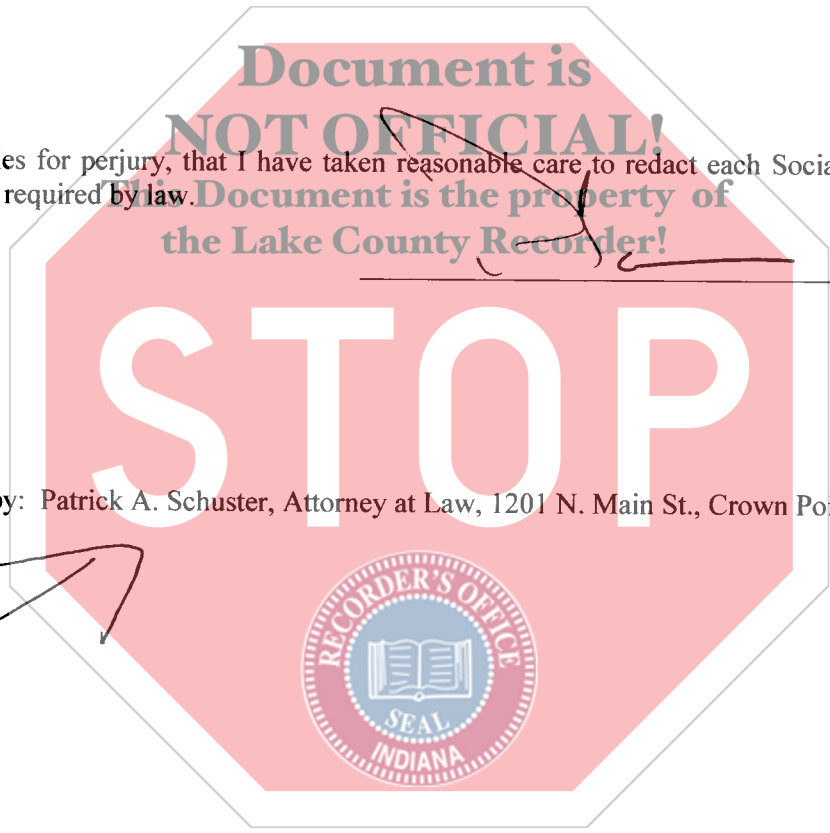 Document is
NOT OFFICIAL!
es for perjury, that I have taken reasonable care to redact each Socia
required by law.
This Document is the property of
the Lake County Recorder!
STOP
by: Patrick A. Schuster, Attorney at Law, 1201 N. Main St., Crown Po
RECORDER'S OFFICE
SEAL
INDIANA